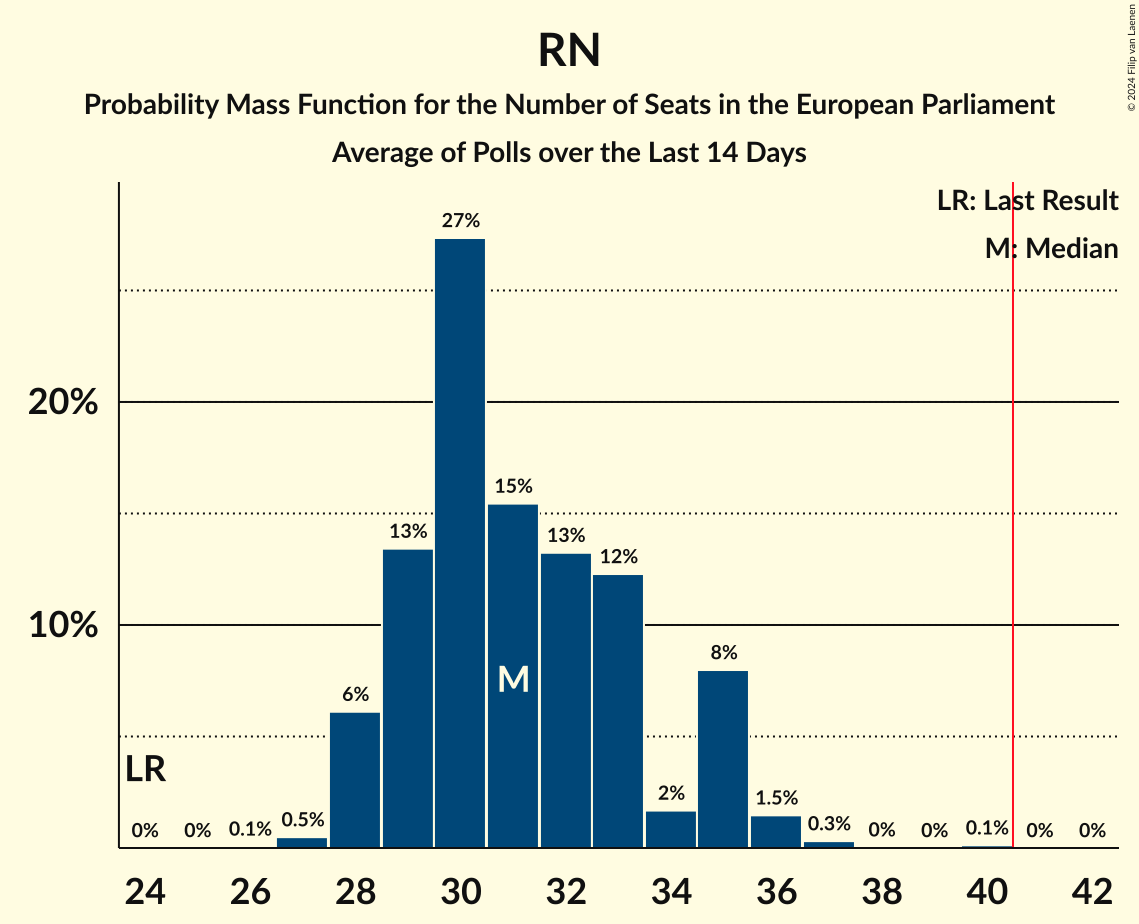 RN
Probability Mass Function for the Number of Seats in the European Parliament
Average of Polls over the Last 14 Days
© 2024 Filip van Laenen
LR: Last Result
M: Median
27%
20%
15%
13%
13%
12%
10%
8%
M
6%
LR
2%
1.5%
0.5%
0.3%
0%
0%
0.1%
0%
0%
0.1%
0%
0%
24 26 28 30 32 34 36 38 40 42